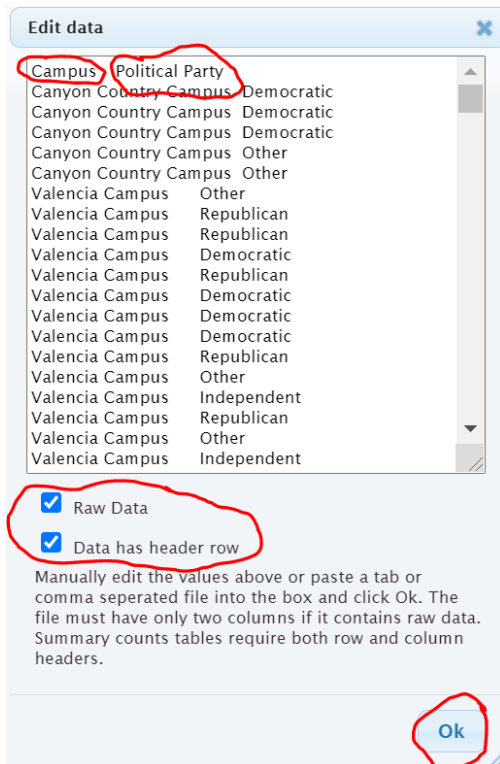 Edit data
Campus Political Party
Canyon Country Campus Democratic
Canyon Country Campus Democratic
Canyon Country Campus Democratic
Canyon Country Campus Other
Canyon Country Campus Other
Valencia Campus Other
Valencia Campus Republican
Valencia Campus Republican
Valencia Campus Democratic
Valencia Campus Republican
Valencia Campus Democratic
Valencia Campus Democratic
Valencia Campus Democratic
Valencia Campus Republican
Valencia Campus Other
Valencia Campus Independent
Valencia Campus Republican
Valencia Campus Other
Valencia Campus Independent
Raw Data
Data has header row
Manually edit the values above or paste a tab or
comma seperated file into the box and click Ok. The
file must have only two columns if it contains raw data.
Summary counts tables require both row and column
headers.
Ok